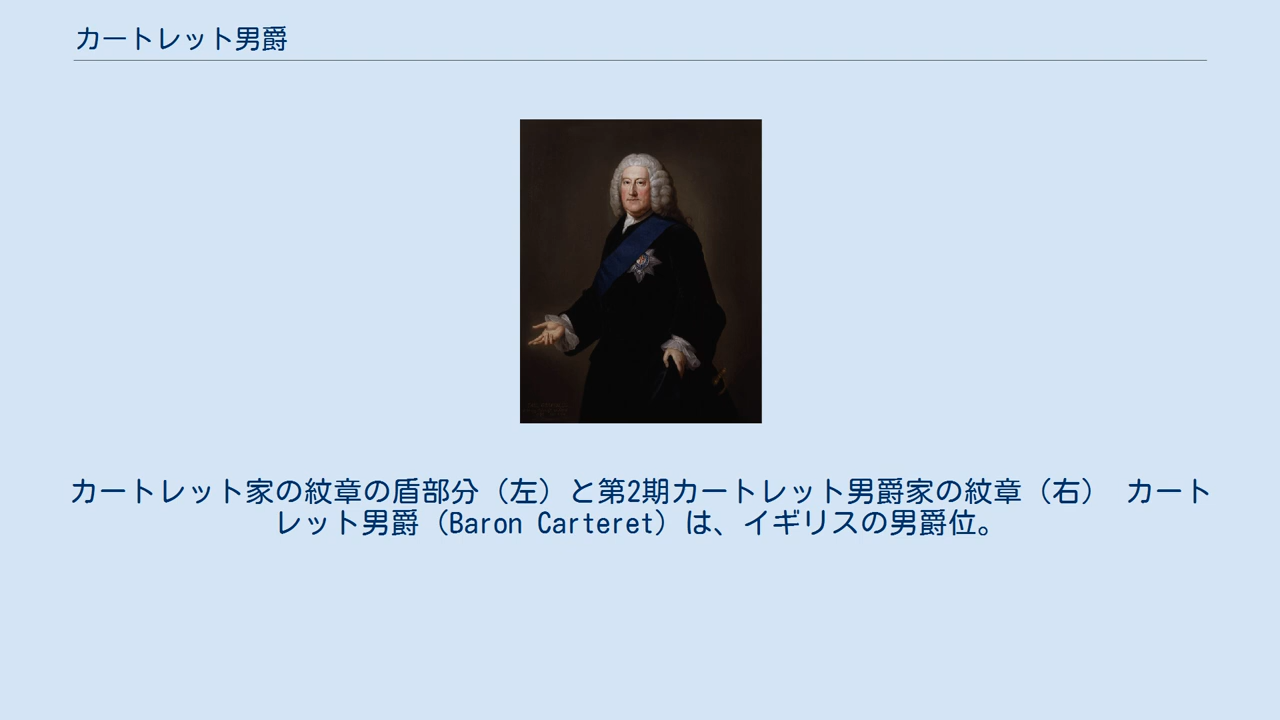 カートレット男爵
カートレット家の紋章の盾部分（左）と第2期カートレット男爵家の紋章（右） カート
レット男爵（Baron Carteret）は、イギリスの男爵位。